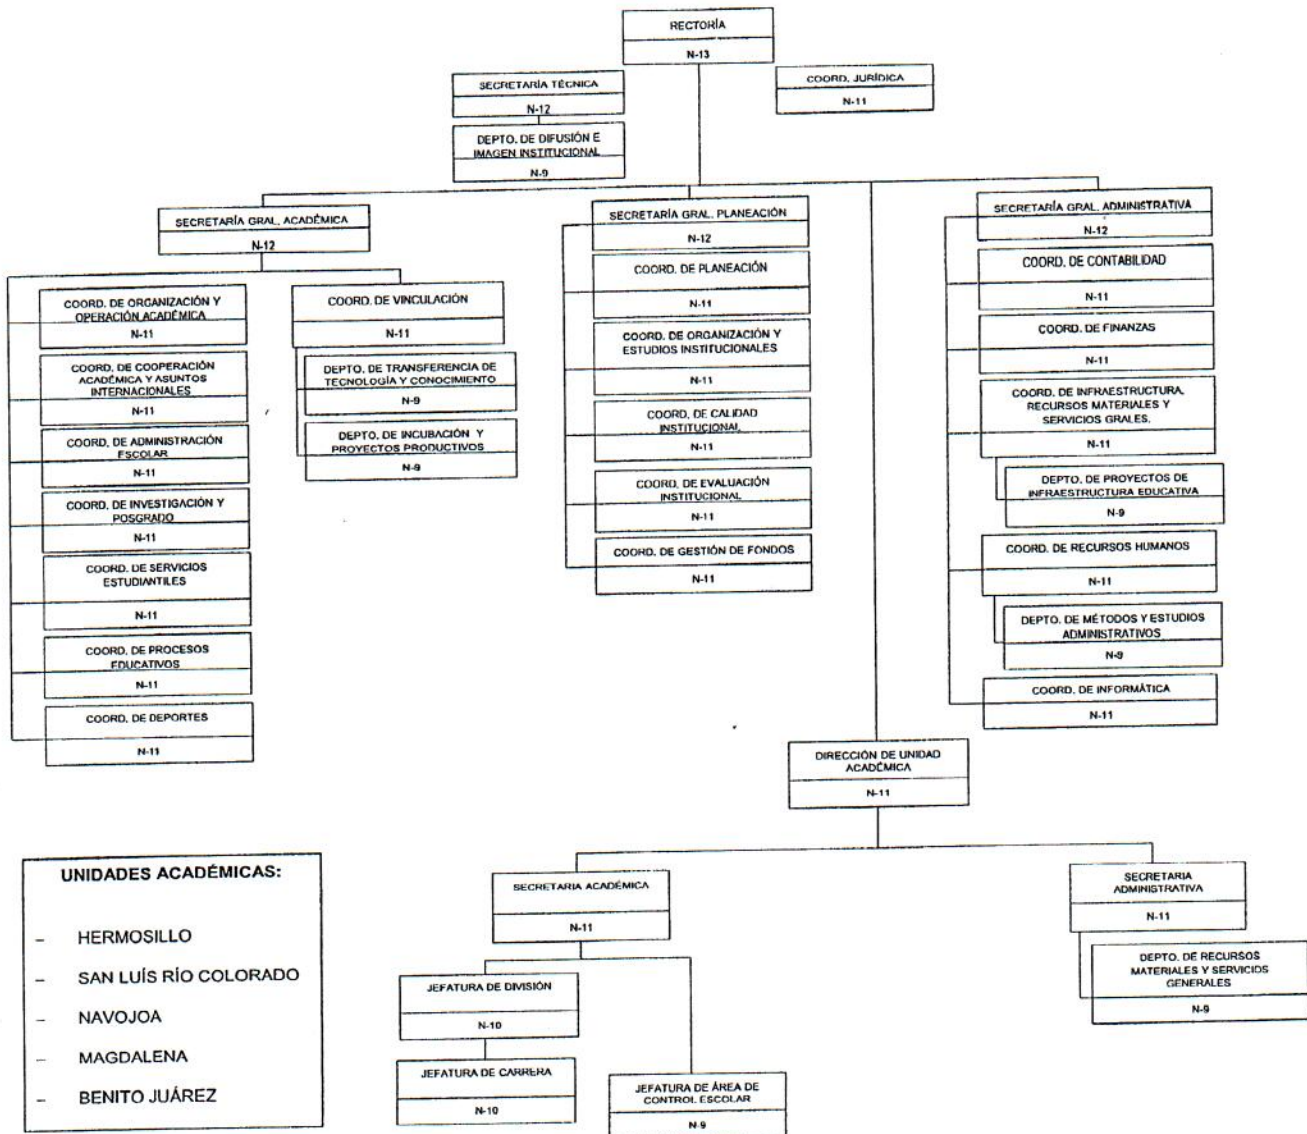 RECTORÍA
N-13
SECRETARÍA TÉCNICA
N-12
COORD. JURÍDICA
N-11
DEPTO. DE DIFUSIÓN E
IMAGEN INSTITUCIONAL
N-9
SECRETARÍA GRAL. ACADÉMICA
N-12
COORD. DE ORGANIZACIÓN Y
OPERACIÓN ACADÉMICA
N-11
COORD. DE COOPERACIÓN
ACADÉMICA Y ASUNTOS
INTERNACIONALES
N-11
COORD. DE ADMINISTRACIÓN
ESCOLAR
N-11
COORD. DE INVESTIGACIÓN Y
POSGRADO
N-11
COORD. DE SERVICIOS
ESTUDIANTILES
N-11
COORD. DE PROCESOS
EDUCATIVOS
N-11
COORD. DE DEPORTES
N-11
COORD. DE VINCULACIÓN
N-11
DEPTO. DE TRANSFERENCIA DE
TECNOLOGÍA Y CONOCIMIENTO
N-9
DEPTO. DE INCUBACIÓN Y
PROYECTOS PRODUCTIVOS
N-9
SECRETARÍA GRAL. PLANEACIÓN
N-12
COORD. DE PLANEACIÓN
N-11
COORD. DE ORGANIZACIÓN Y
ESTUDIOS INSTITUCIONALES
N-11
COORD. DE CALIDAD
INSTITUCIONAL
N-11
COORD. DE EVALUACIÓN
INSTITUCIONAL
N-11
COORD. DE GESTIÓN DE FONDOS
N-11
SECRETARÍA GRAL. ADMINISTRATIVA
N-12
COORD. DE CONTABILIDAD
N-11
COORD. DE FINANZAS
N-11
COORD. DE INFRAESTRUCTURA,
RECURSOS MATERIALES Y
SERVICIOS GRALES.
N-11
DEPTO. DE PROYECTOS DE
INFRAESTRUCTURA EDUCATIVA
N-9
COORD. DE RECURSOS HUMANOS
N-11
DEPTO. DE MÉTODOS Y ESTUDIOS
ADMINISTRATIVOS
N-9
COORD. DE INFORMÁTICA
N-11
DIRECCIÓN DE UNIDAD
ACADÉMICA
N-11
SECRETARIA ACADÉMICA
N-11
JEFATURA DE DIVISIÓN
N-10
JEFATURA DE CARRERA
N-10
JEFATURA DE ÁREA DE
CONTROL ESCOLAR
N-9
SECRETARIA
ADMINISTRATIVA
N-11
DEPTO. DE RECURSOS
MATERIALES Y SERVICIOS
GENERALES
N-9
UNIDADES ACADÉMICAS:
- HERMOSILLO
- SAN LUÍS RÍO COLORADO
- NAVOJOA
- MAGDALENA
- BENITO JUÁREZ